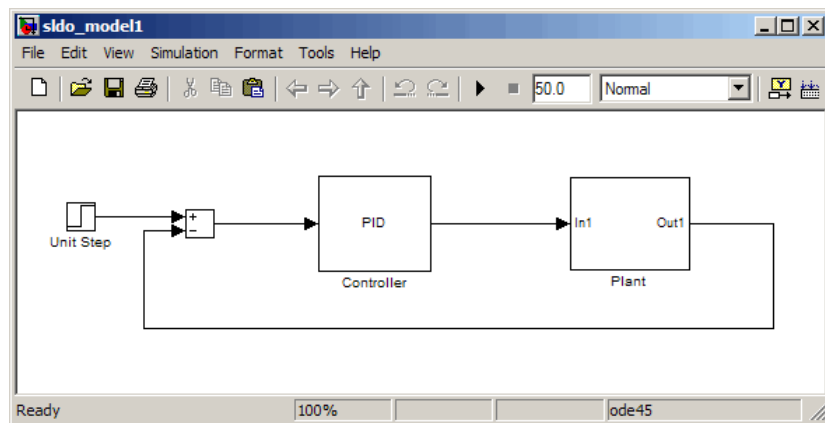 sldo_model1
File Edit View Simulation Format Tools Help
50.0 Normal
Unit Step
+
−
PID
Controller
In1 Out1
Plant
Ready 100% ode45